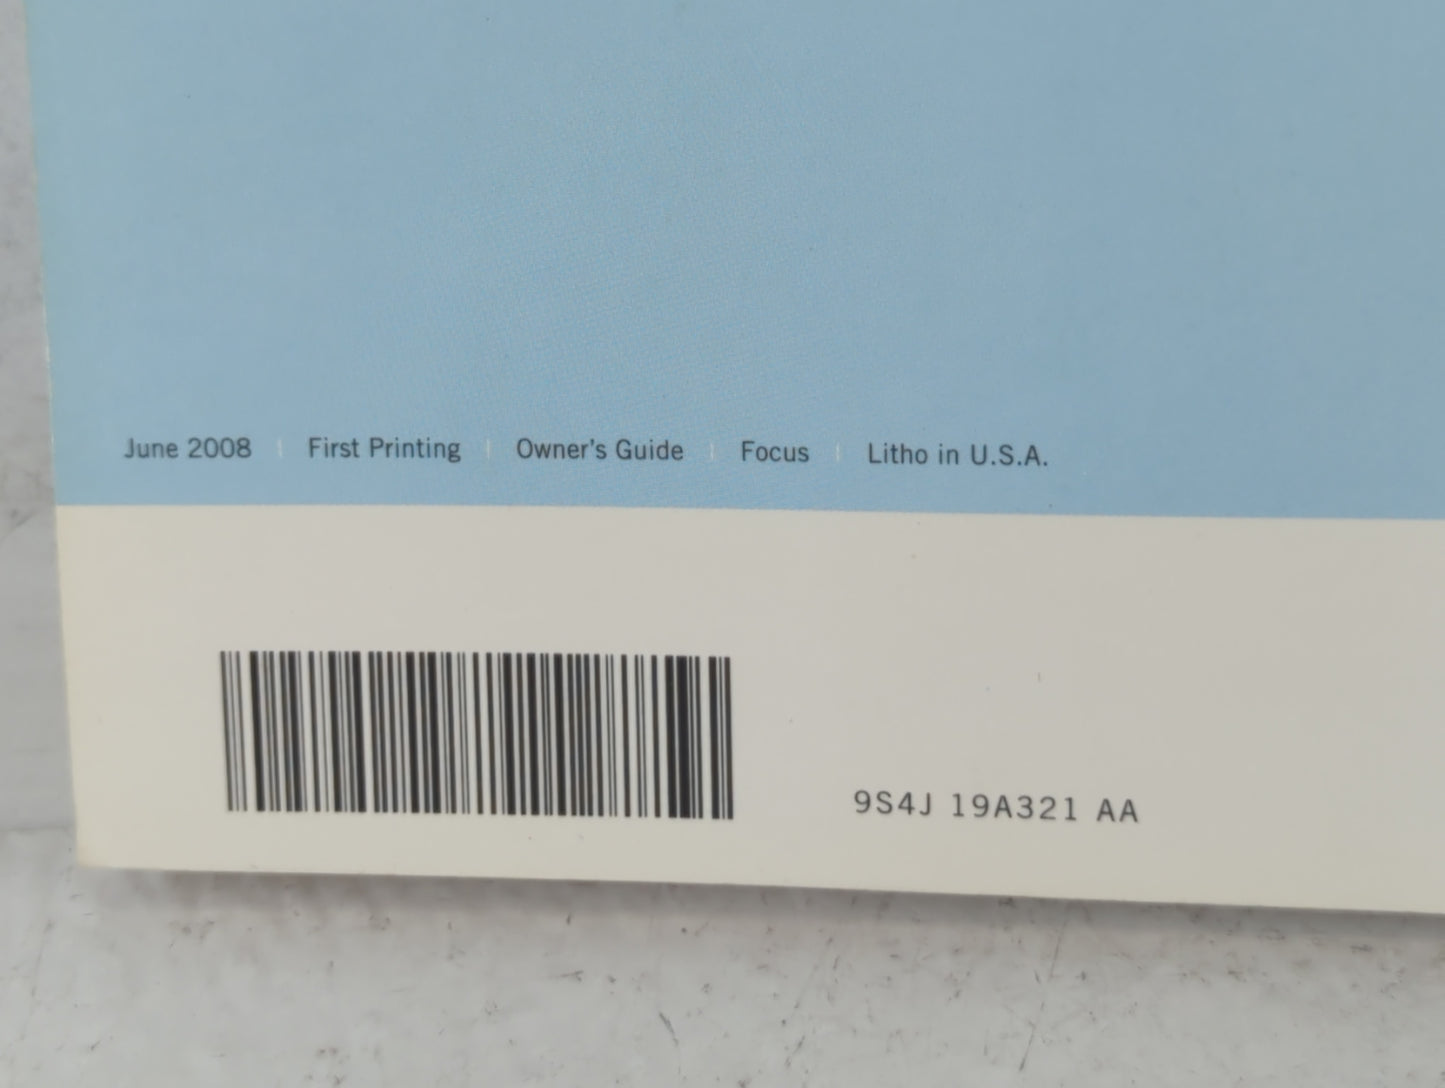 June 2008 | First Printing | Owner's Guide | Focus | Litho in U.S.A.
9S4J 19A321 AA